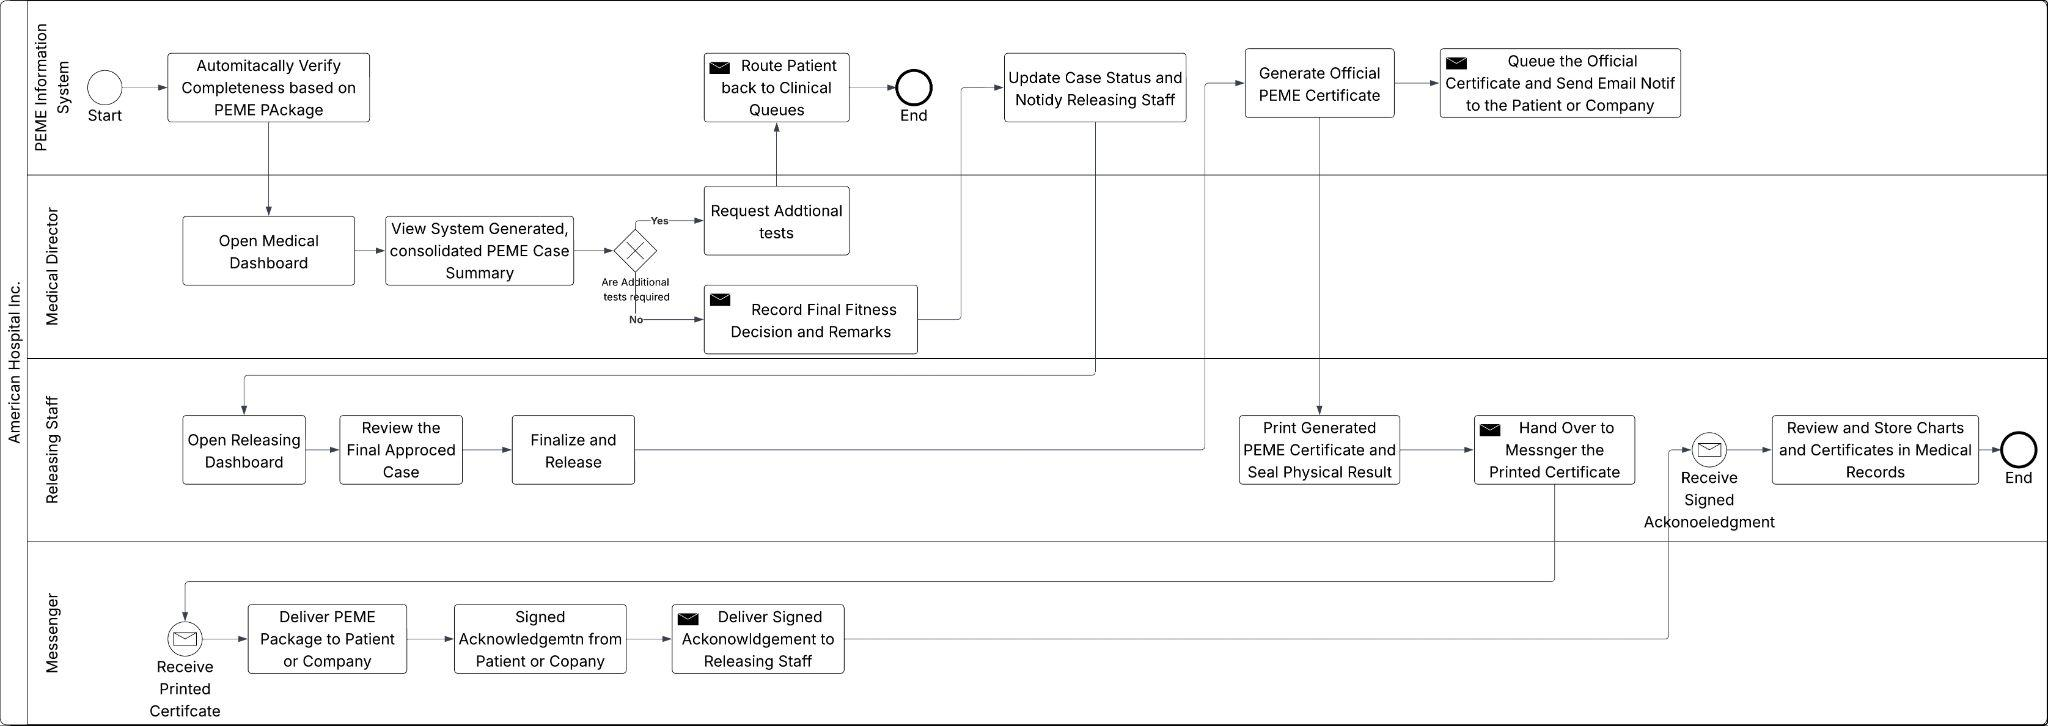 American Hospital Inc.
PEME Information
System
Start
Automitacally Verify
Completeness based on
PEME PAckage
Route Patient
back to Clinical
Queues
End
Update Case Status and
Notidy Releasing Staff
Generate Official
PEME Certificate
Queue the Official
Certificate and Send Email Notif
to the Patient or Company
Medical Director
Open Medical
Dashboard
View System Generated,
consolidated PEME Case
Summary
Are Additional
tests required
Yes
Request Addtional
tests
No
Record Final Fitness
Decision and Remarks
Releasing Staff
Open Releasing
Dashboard
Review the
Final Approced
Case
Finalize and
Release
Print Generated
PEME Certificate and
Seal Physical Result
Hand Over to
Messnger the
Printed Certificate
Receive
Signed
Ackonoeledgment
Review and Store Charts
and Certificates in Medical
Records
End
Messenger
Receive
Printed
Certifcate
Deliver PEME
Package to Patient
or Company
Signed
Acknowledgemtn from
Patient or Copany
Deliver Signed
Ackonowldgement to
Releasing Staff